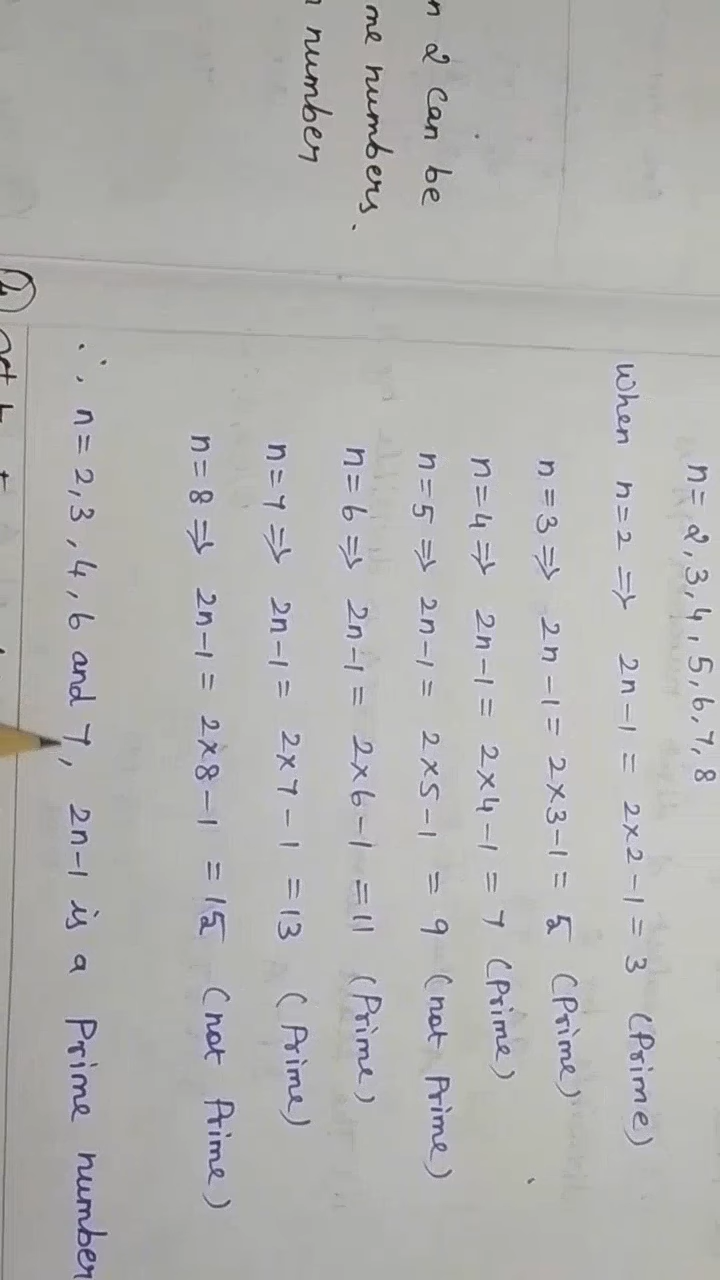 n 2 can be
me numbers.
number
n = 2, 3, 4, 5, 6, 7, 8
When n = 2 ⇒ 2n - 1 = 2×2 - 1 = 3 (Prime)
n = 3 ⇒ 2n - 1 = 2×3 - 1 = 5 (Prime)
n = 4 ⇒ 2n - 1 = 2×4 - 1 = 7 (Prime)
n = 5 ⇒ 2n - 1 = 2×5 - 1 = 9 (not Prime)
n = 6 ⇒ 2n - 1 = 2×6 - 1 = 11 (Prime)
n = 7 ⇒ 2n - 1 = 2×7 - 1 = 13 (Prime)
n = 8 ⇒ 2n - 1 = 2×8 - 1 = 15 (not Prime)
∴ n = 2, 3, 4, 6 and 7, 2n - 1 is a Prime number